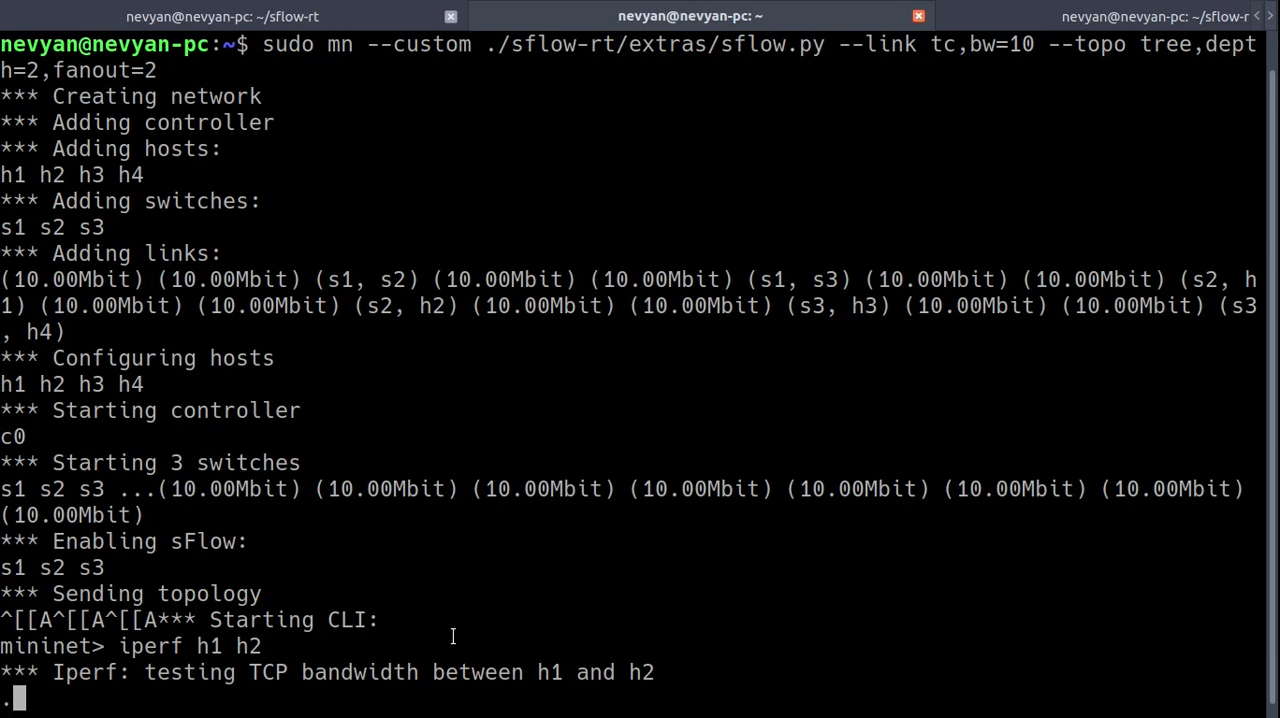 nevyan@nevyan-pc: ~/sflow-rt
nevyan@nevyan-pc: ~
nevyan@nevyan-pc: ~/sflow-r
nevyan@nevyan-pc:~$ sudo mn --custom ./sflow-rt/extras/sflow.py --link tc,bw=10 --topo tree,dept
h=2,fanout=2
*** Creating network
*** Adding controller
*** Adding hosts:
h1 h2 h3 h4
*** Adding switches:
s1 s2 s3
*** Adding links:
(10.00Mbit) (10.00Mbit) (s1, s2) (10.00Mbit) (10.00Mbit) (s1, s3) (10.00Mbit) (10.00Mbit) (s2, h
1) (10.00Mbit) (10.00Mbit) (s2, h2) (10.00Mbit) (10.00Mbit) (s3, h3) (10.00Mbit) (10.00Mbit) (s3
, h4)
*** Configuring hosts
h1 h2 h3 h4
*** Starting controller
c0
*** Starting 3 switches
s1 s2 s3 ...(10.00Mbit) (10.00Mbit) (10.00Mbit) (10.00Mbit) (10.00Mbit) (10.00Mbit) (10.00Mbit)
(10.00Mbit)
*** Enabling sFlow:
s1 s2 s3
*** Sending topology
^[[A^[[A^[[A*** Starting CLI:
mininet> iperf h1 h2
*** Iperf: testing TCP bandwidth between h1 and h2
.